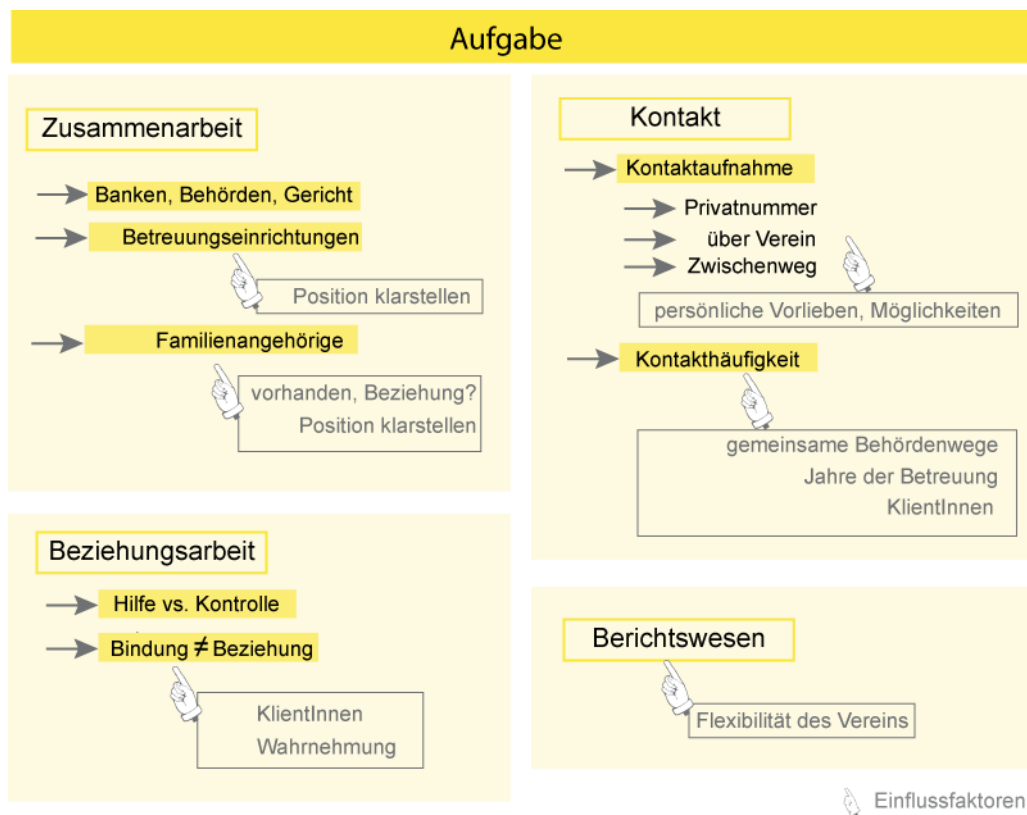 Aufgabe
Zusammenarbeit
Banken, Behörden, Gericht
Betreuungseinrichtungen
Position klarstellen
Familienangehörige
vorhanden, Beziehung?
Position klarstellen
Kontakt
Kontaktaufnahme
Privatnummer
über Verein
Zwischenweg
persönliche Vorlieben, Möglichkeiten
Kontakthäufigkeit
gemeinsame Behördenwege
Jahre der Betreuung
KlientInnen
Beziehungsarbeit
Hilfe vs. Kontrolle
Bindung ≠ Beziehung
KlientInnen
Wahrnehmung
Berichtswesen
Flexibilität des Vereins
Einflussfaktoren